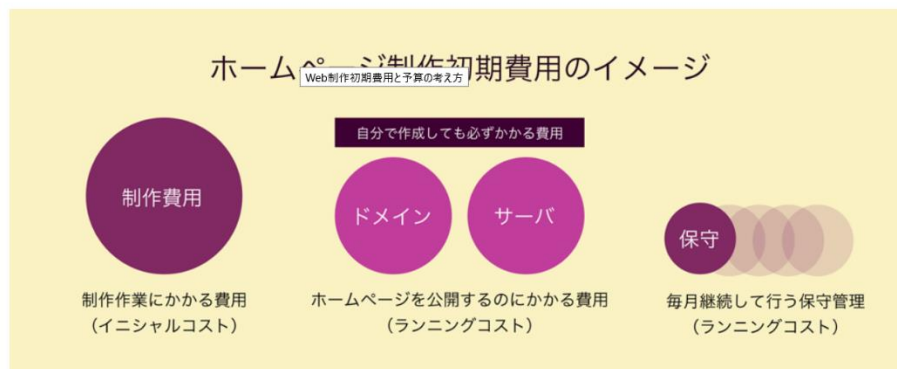 ホームページ制作初期費用のイメージ
Web制作初期費用と予算の考え方
自分で作成しても必ずかかる費用
制作費用
ドメイン
サーバ
保守
制作作業にかかる費用
（イニシャルコスト）
ホームページを公開するのにかかる費用
（ランニングコスト）
毎月継続して行う保守管理
（ランニングコスト）